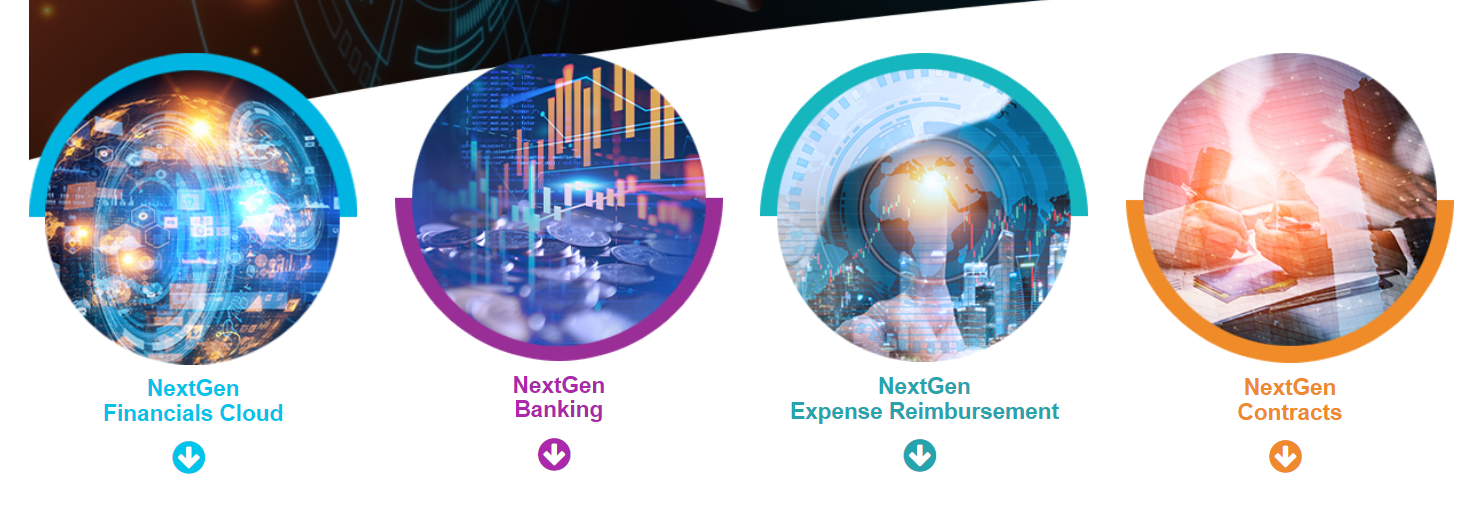 NextGen
Financials Cloud
NextGen
Banking
NextGen
Expense Reimbursement
NextGen
Contracts